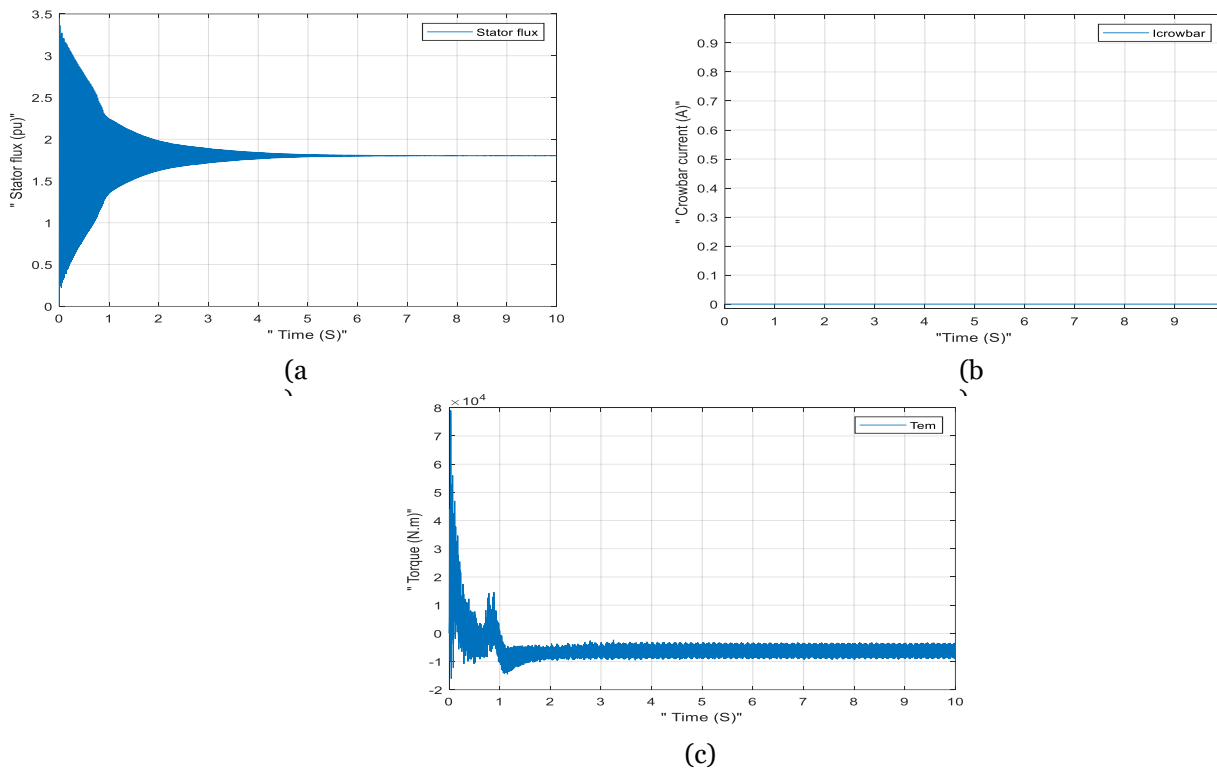 3.5
Stator flux
3
2.5
2
1.5
1
0.5
0
" Stator flux (pu)"
0 1 2 3 4 5 6 7 8 9 10
" Time (S)"
(a
)
Icrowbar
0.9
0.8
0.7
0.6
0.5
0.4
0.3
0.2
0.1
0
" Crowbar current (A)"
0 1 2 3 4 5 6 7 8 9
"Time (S)"
(b
)
×10⁴
8
Tem
7
6
5
4
3
2
1
0
-1
-2
" Torque (N.m)"
0 1 2 3 4 5 6 7 8 9 10
" Time (S)"
(c)